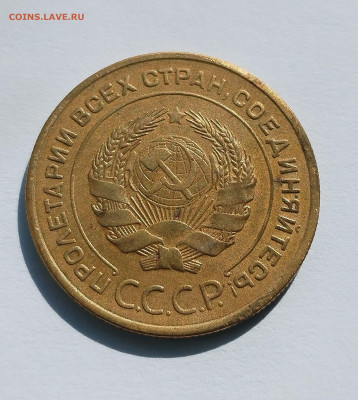 COINS.LAVE.RU
ПРОЛЕТАРИИ ВСЕХ СТРАН, СОЕДИНЯЙТЕСЬ!
С.С.С.Р.